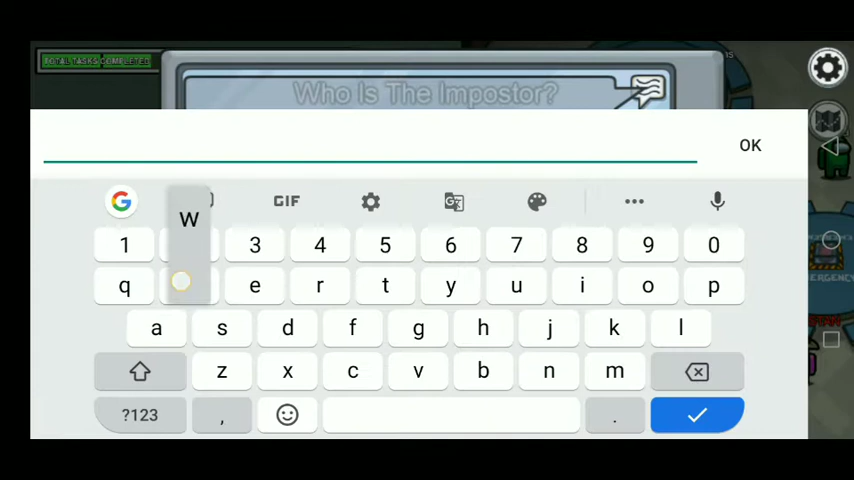 TOTAL TASKS COMPLETED
Who Is The Impostor?
OK
W
GIF
1 3 4 5 6 7 8 9 0
q e r t y u i o p
a s d f g h j k l
z x c v b n m
?123 , .